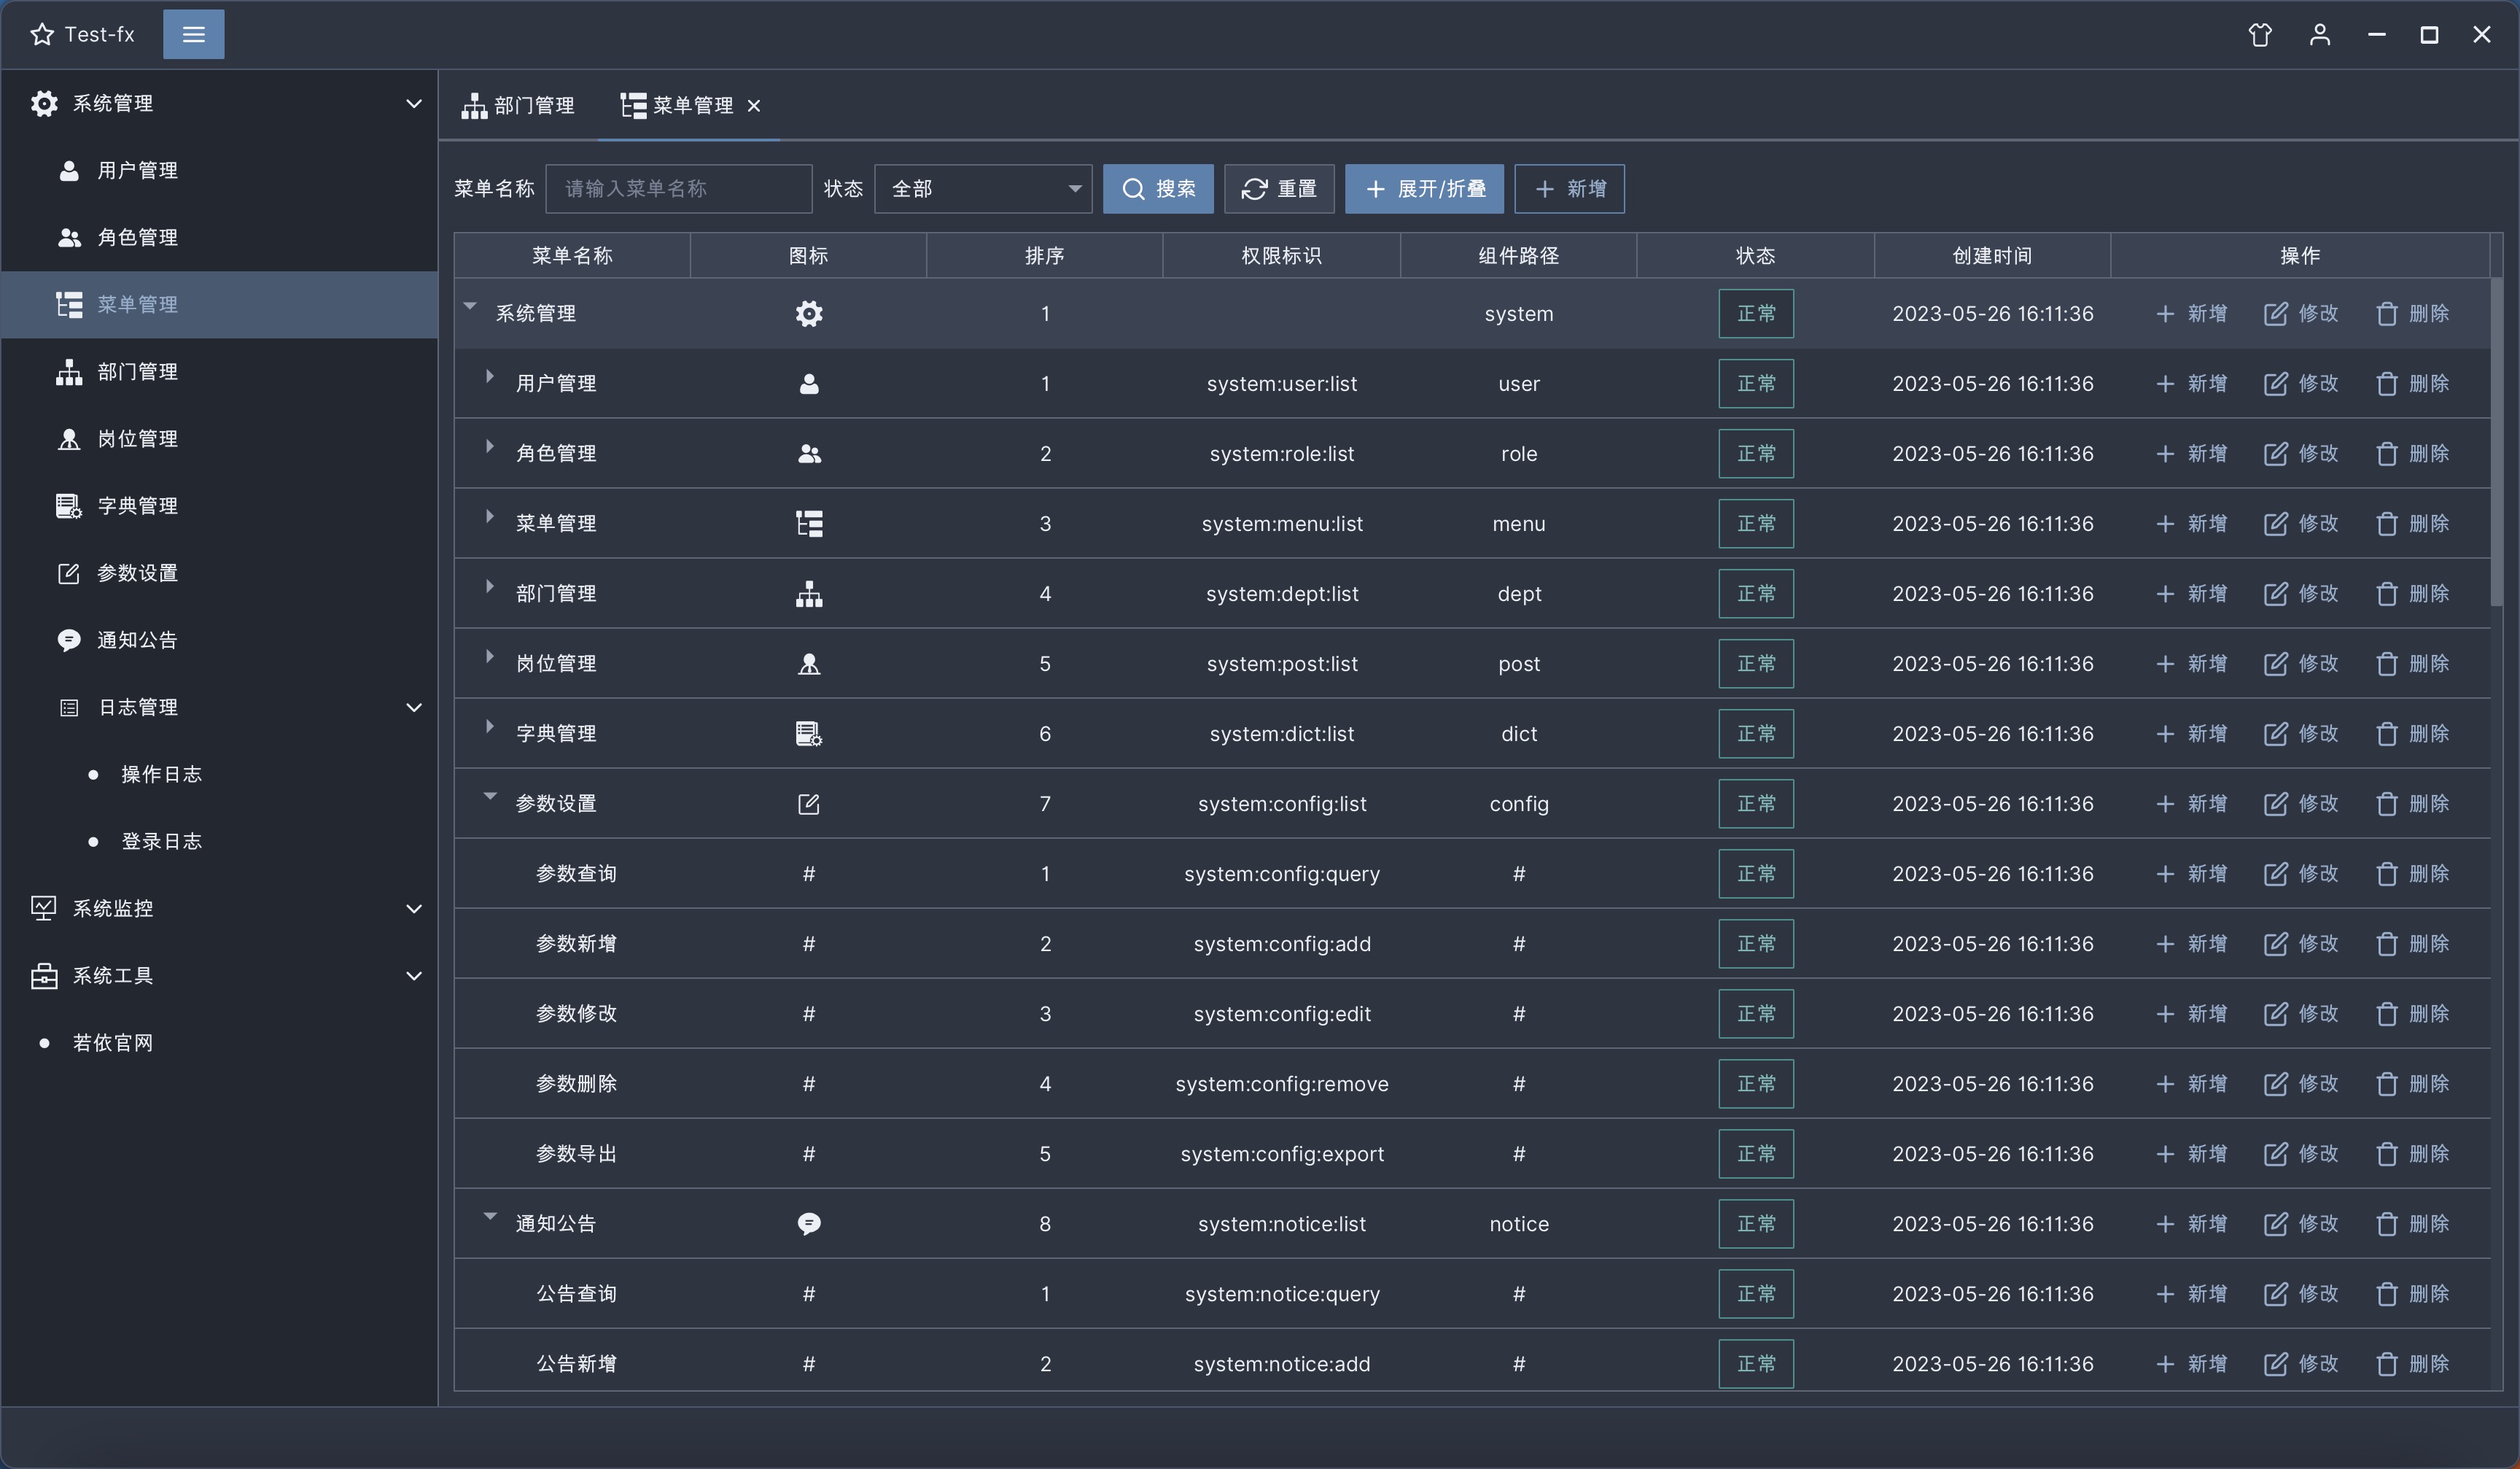 Test-fx
系统管理
用户管理
角色管理
菜单管理
部门管理
岗位管理
字典管理
参数设置
通知公告
日志管理
操作日志
登录日志
系统监控
系统工具
若依官网
部门管理 菜单管理
菜单名称 请输入菜单名称 状态 全部 搜索 重置 展开/折叠 新增
菜单名称 图标 排序 权限标识 组件路径 状态 创建时间 操作
系统管理 1 system 正常 2023-05-26 16:11:36 新增 修改 删除
用户管理 1 system:user:list user 正常 2023-05-26 16:11:36 新增 修改 删除
角色管理 2 system:role:list role 正常 2023-05-26 16:11:36 新增 修改 删除
菜单管理 3 system:menu:list menu 正常 2023-05-26 16:11:36 新增 修改 删除
部门管理 4 system:dept:list dept 正常 2023-05-26 16:11:36 新增 修改 删除
岗位管理 5 system:post:list post 正常 2023-05-26 16:11:36 新增 修改 删除
字典管理 6 system:dict:list dict 正常 2023-05-26 16:11:36 新增 修改 删除
参数设置 7 system:config:list config 正常 2023-05-26 16:11:36 新增 修改 删除
参数查询 # 1 system:config:query # 正常 2023-05-26 16:11:36 新增 修改 删除
参数新增 # 2 system:config:add # 正常 2023-05-26 16:11:36 新增 修改 删除
参数修改 # 3 system:config:edit # 正常 2023-05-26 16:11:36 新增 修改 删除
参数删除 # 4 system:config:remove # 正常 2023-05-26 16:11:36 新增 修改 删除
参数导出 # 5 system:config:export # 正常 2023-05-26 16:11:36 新增 修改 删除
通知公告 8 system:notice:list notice 正常 2023-05-26 16:11:36 新增 修改 删除
公告查询 # 1 system:notice:query # 正常 2023-05-26 16:11:36 新增 修改 删除
公告新增 # 2 system:notice:add # 正常 2023-05-26 16:11:36 新增 修改 删除